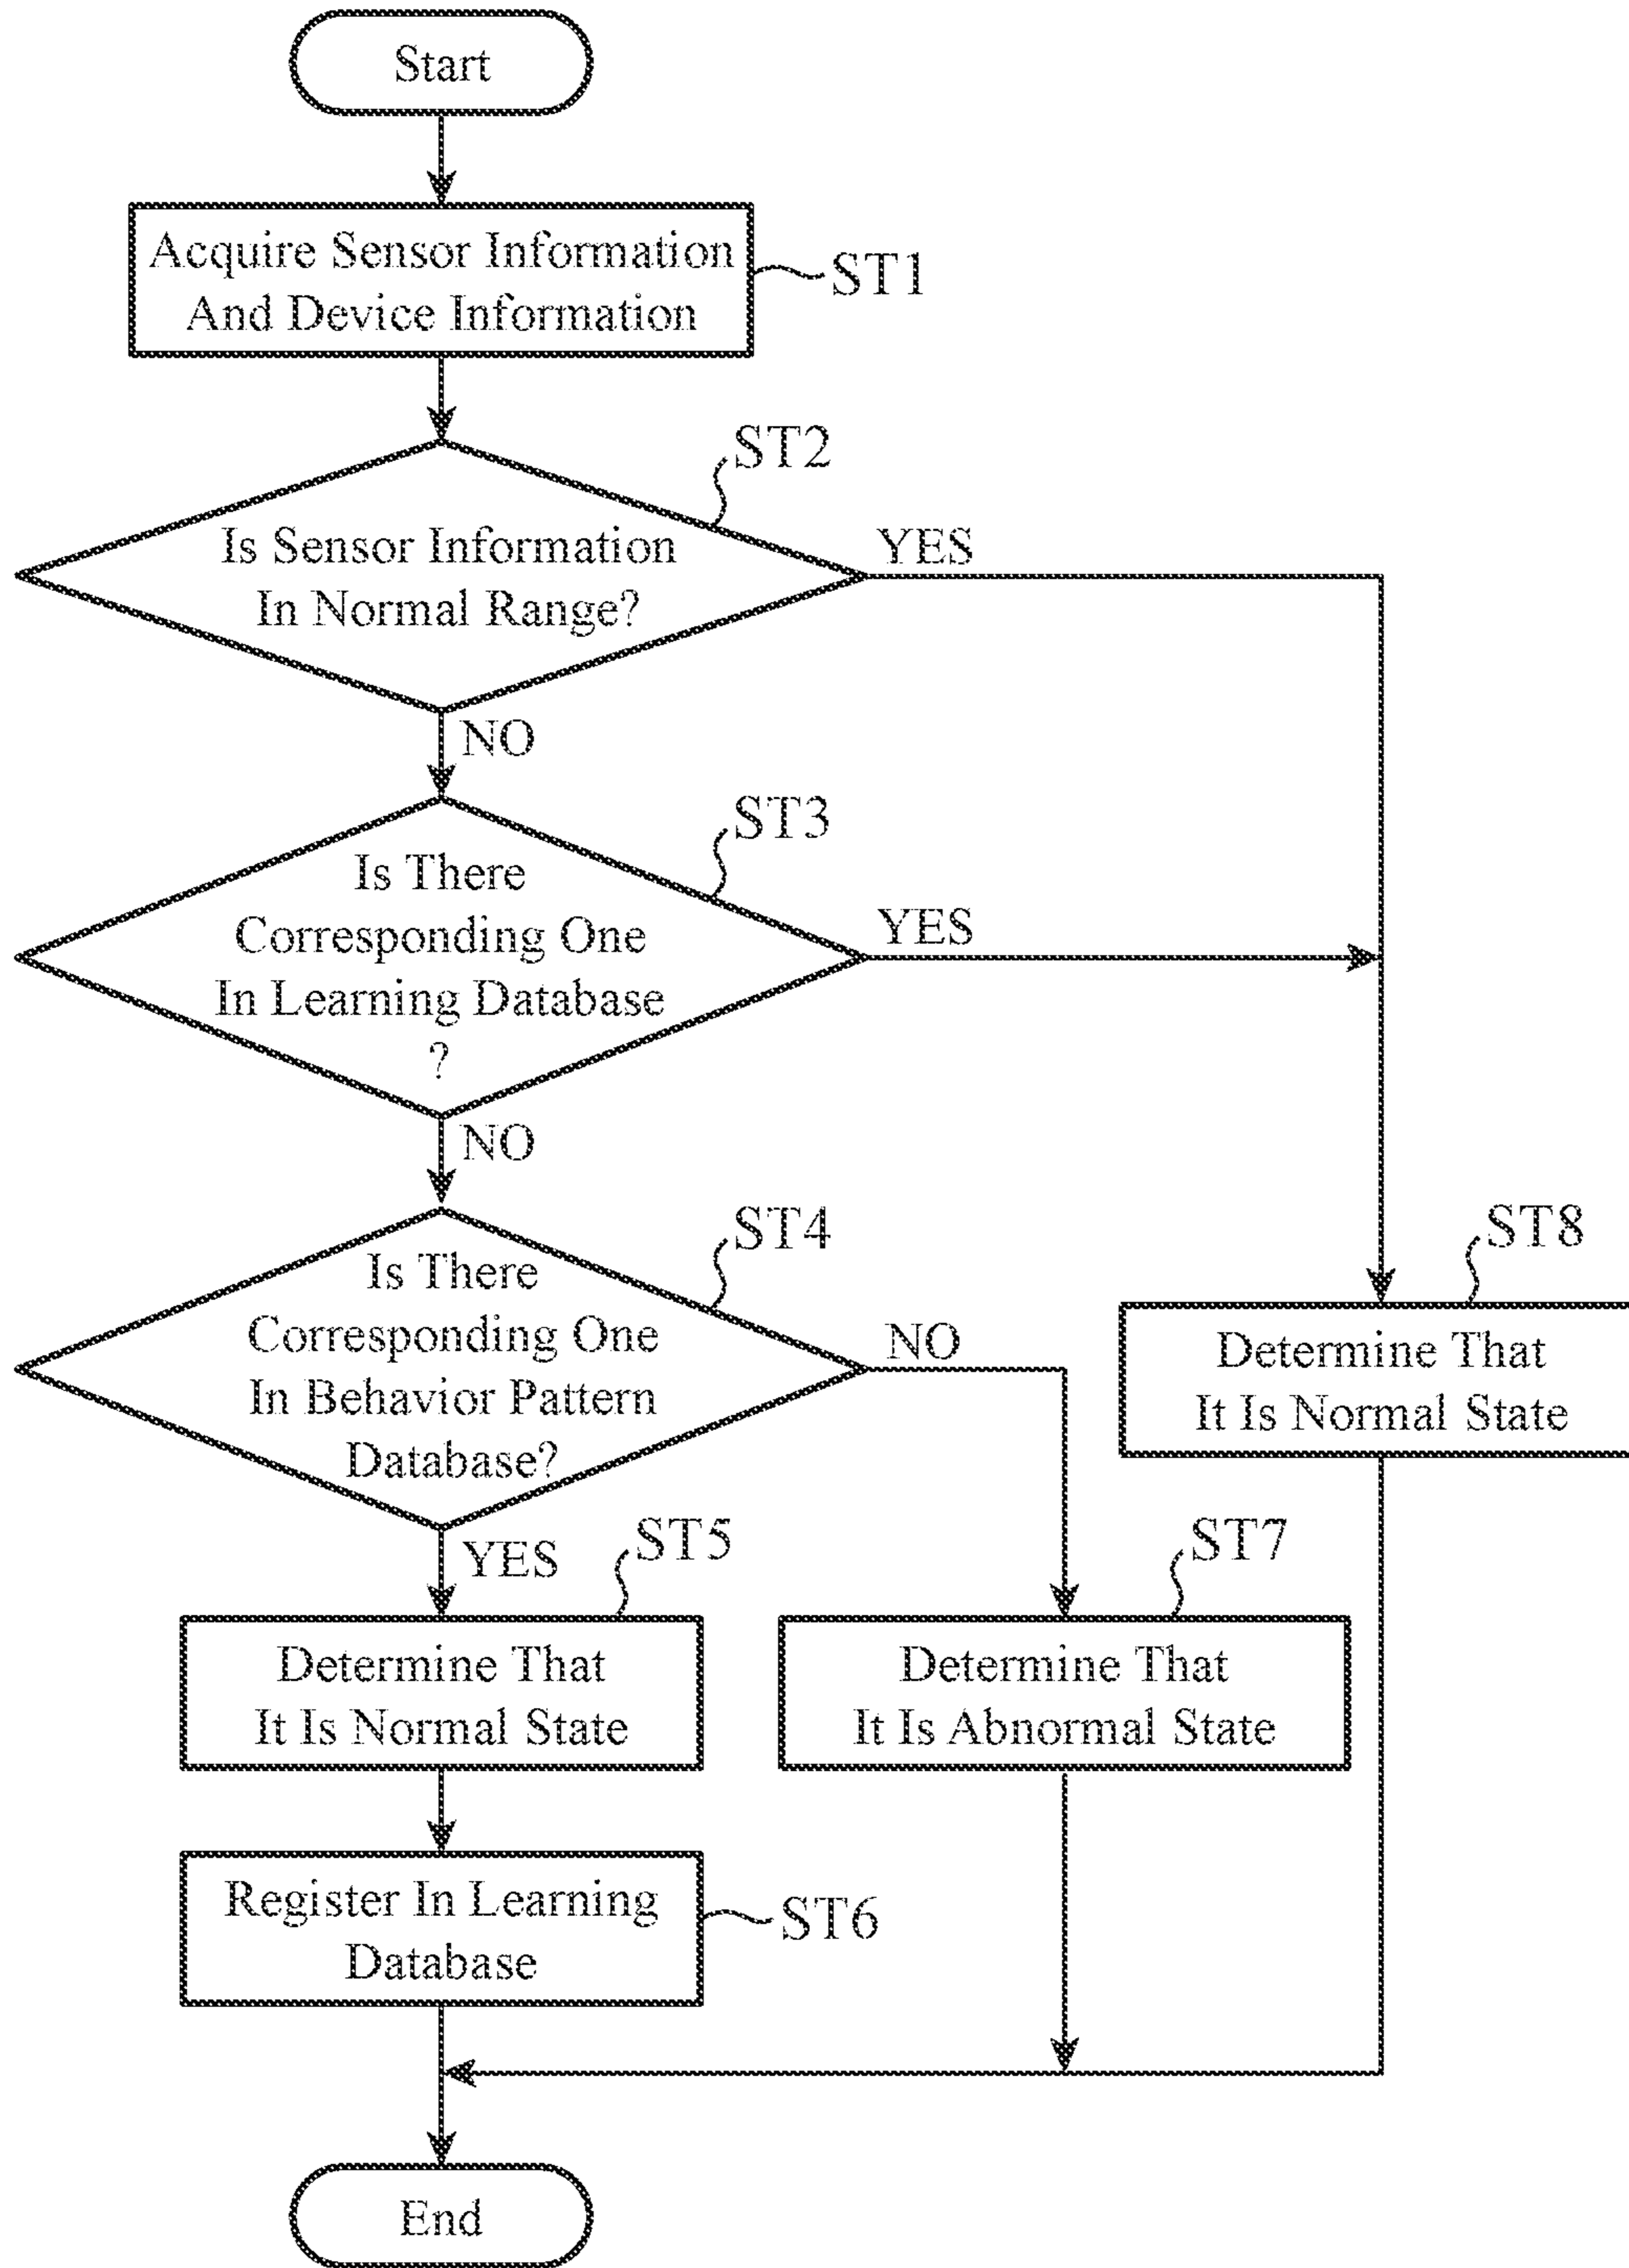 Start
Acquire Sensor Information
And Device Information
ST1
ST2
Is Sensor Information
In Normal Range?
YES
NO
ST3
Is There
Corresponding One
In Learning Database
?
YES
NO
ST4
Is There
Corresponding One
In Behavior Pattern
Database?
NO
YES
ST8
Determine That
It Is Normal State
ST5
Determine That
It Is Normal State
ST7
Determine That
It Is Abnormal State
Register In Learning
Database
ST6
End